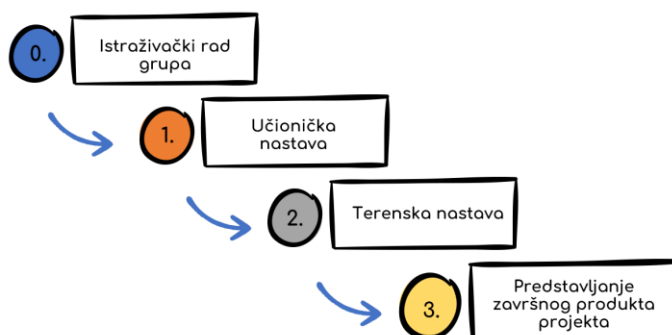 0.
Istraživački rad
grupa
1.
Učionička
nastava
2.
Terenska nastava
3.
Predstavljanje
završnog produkta
projekta